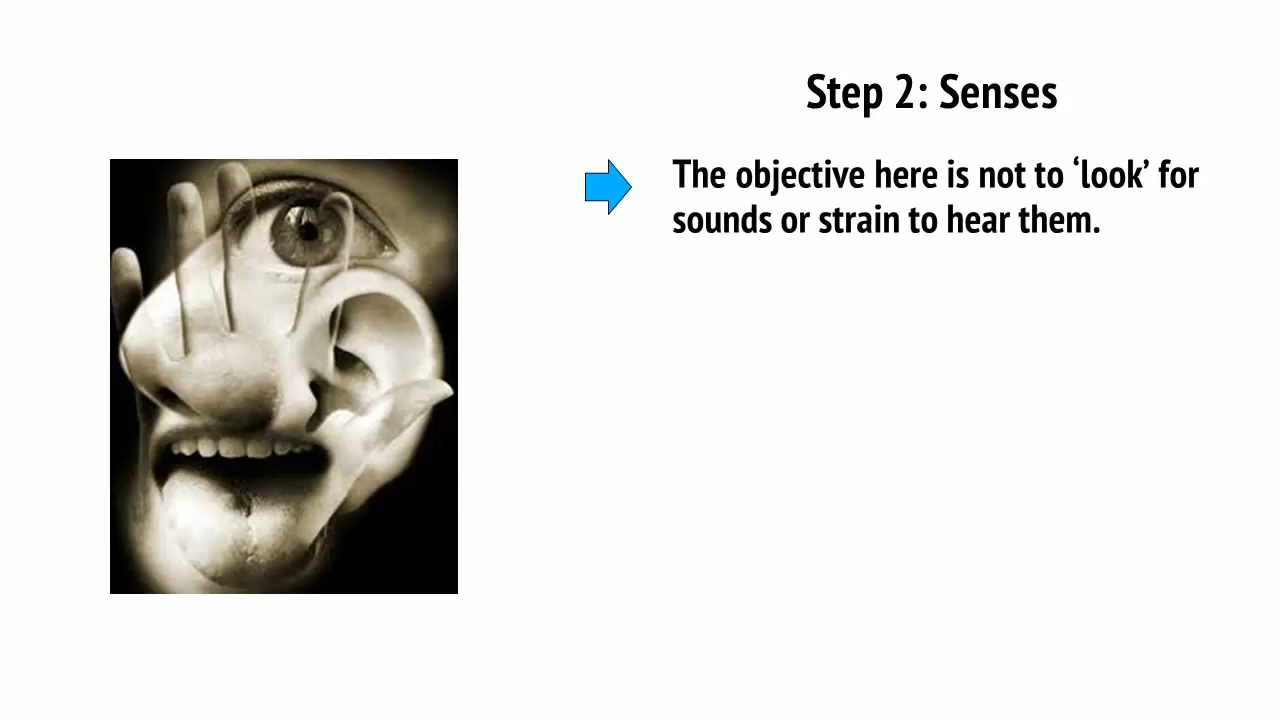 Step 2: Senses
The objective here is not to ‘look’ for
sounds or strain to hear them.